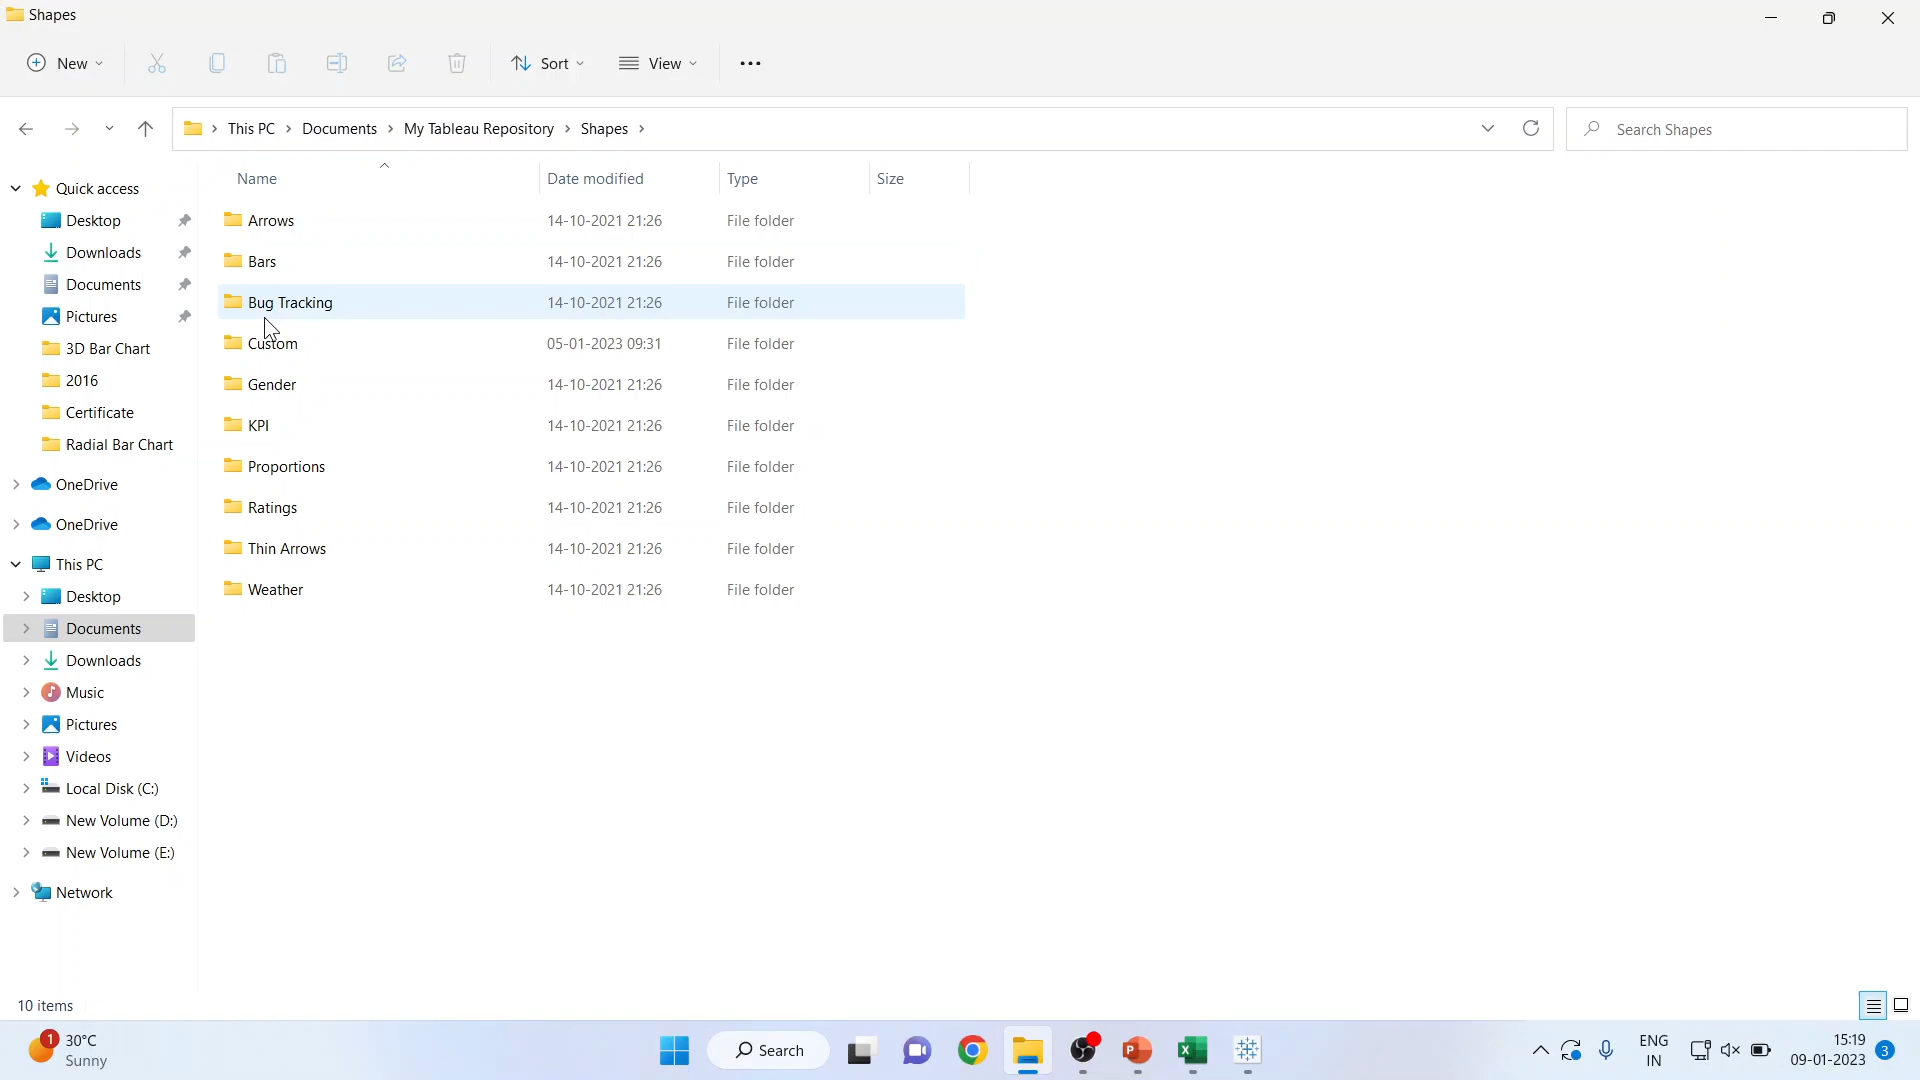 Shapes
New
Sort
View
This PC
Documents
My Tableau Repository
Shapes
Search Shapes
Name
Date modified
Type
Size
Quick access
Desktop
Downloads
Documents
Pictures
3D Bar Chart
2016
Certificate
Radial Bar Chart
OneDrive
OneDrive
This PC
Desktop
Documents
Downloads
Music
Pictures
Videos
Local Disk (C:)
New Volume (D:)
New Volume (E:)
Network
Arrows 14-10-2021 21:26 File folder
Bars 14-10-2021 21:26 File folder
Bug Tracking 14-10-2021 21:26 File folder
Custom 05-01-2023 09:31 File folder
Gender 14-10-2021 21:26 File folder
KPI 14-10-2021 21:26 File folder
Proportions 14-10-2021 21:26 File folder
Ratings 14-10-2021 21:26 File folder
Thin Arrows 14-10-2021 21:26 File folder
Weather 14-10-2021 21:26 File folder
10 items
1
30°C
Sunny
Search
P
X
ENG
IN
15:19
09-01-2023
3